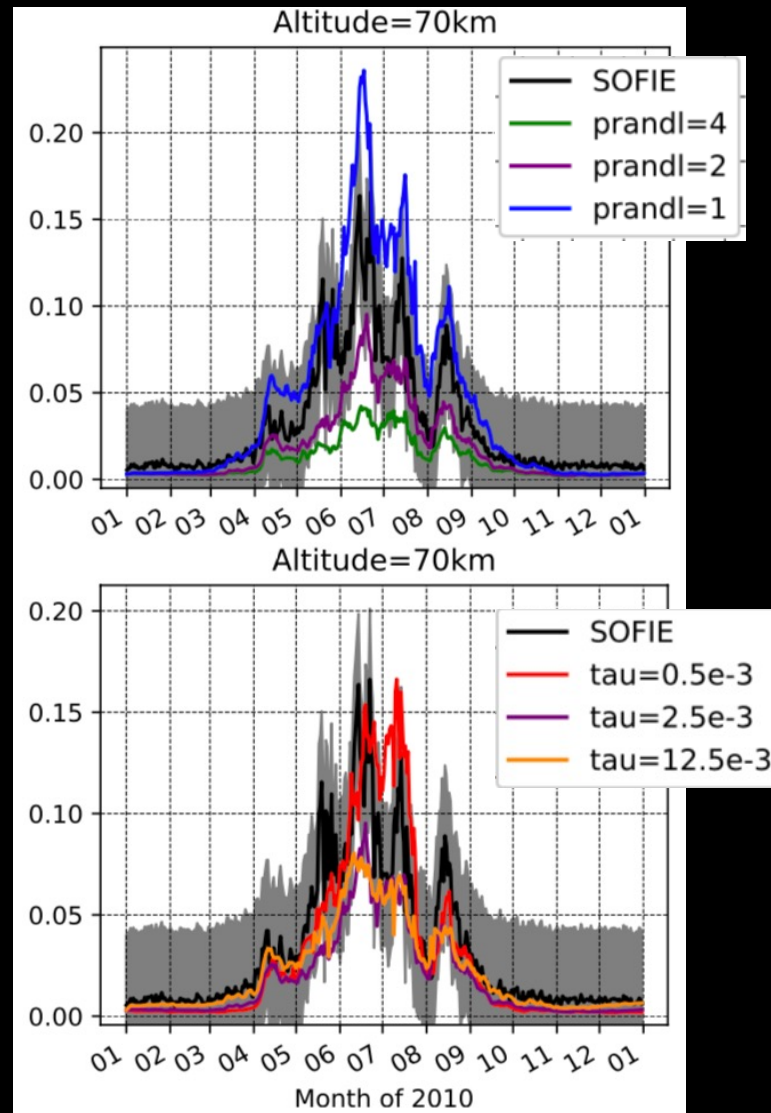 Altitude=70km
SOFIE
prandl=4
prandl=2
prandl=1
0.20
0.15
0.10
0.05
0.00
01 02 03 04 05 06 07 08 09 10 11 12 01
Altitude=70km
SOFIE
tau=0.5e-3
tau=2.5e-3
tau=12.5e-3
0.20
0.15
0.10
0.05
0.00
01 02 03 04 05 06 07 08 09 10 11 12 01
Month of 2010